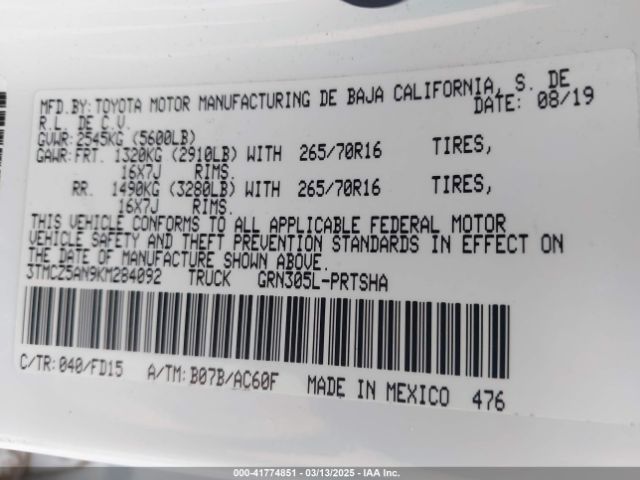 MFD.BY:TOYOTA MOTOR MANUFACTURING DE BAJA CALIFORNIA, S. DE
R.L. DE C.V. DATE: 08/19
GVWR:2545KG (5600LB)
GAWR:FRT. 1320KG (2910LB) WITH 265/70R16 TIRES,
16X7J RIMS.
RR. 1490KG (3280LB) WITH 265/70R16 TIRES,
16X7J RIMS.
THIS VEHICLE CONFORMS TO ALL APPLICABLE FEDERAL MOTOR
VEHICLE SAFETY AND THEFT PREVENTION STANDARDS IN EFFECT ON
THE DATE OF MANUFACTURE SHOWN ABOVE.
3TMCZ5AN9KM284092 TRUCK GRN305L-PRTSHA
C/TR:040/FD15 A/TM:B07B/AC60F MADE IN MEXICO 476
000-41774851 - 03/13/2025 - IAA Inc.